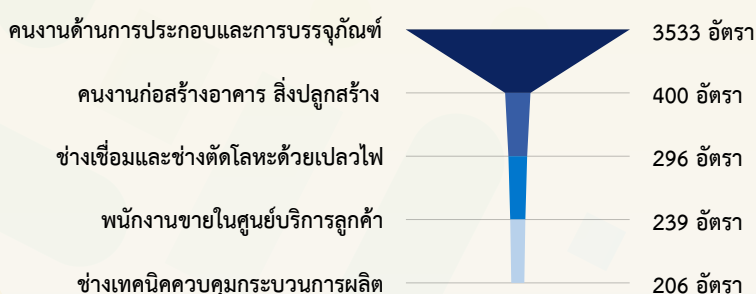 คนงานด้านการประกอบและการบรรจุภัณฑ์ 3533 อัตรา
คนงานก่อสร้างอาคาร สิ่งปลูกสร้าง 400 อัตรา
ช่างเชื่อมและช่างตัดโลหะด้วยเปลวไฟ 296 อัตรา
พนักงานขายในศูนย์บริการลูกค้า 239 อัตรา
ช่างเทคนิคควบคุมกระบวนการผลิต 206 อัตรา